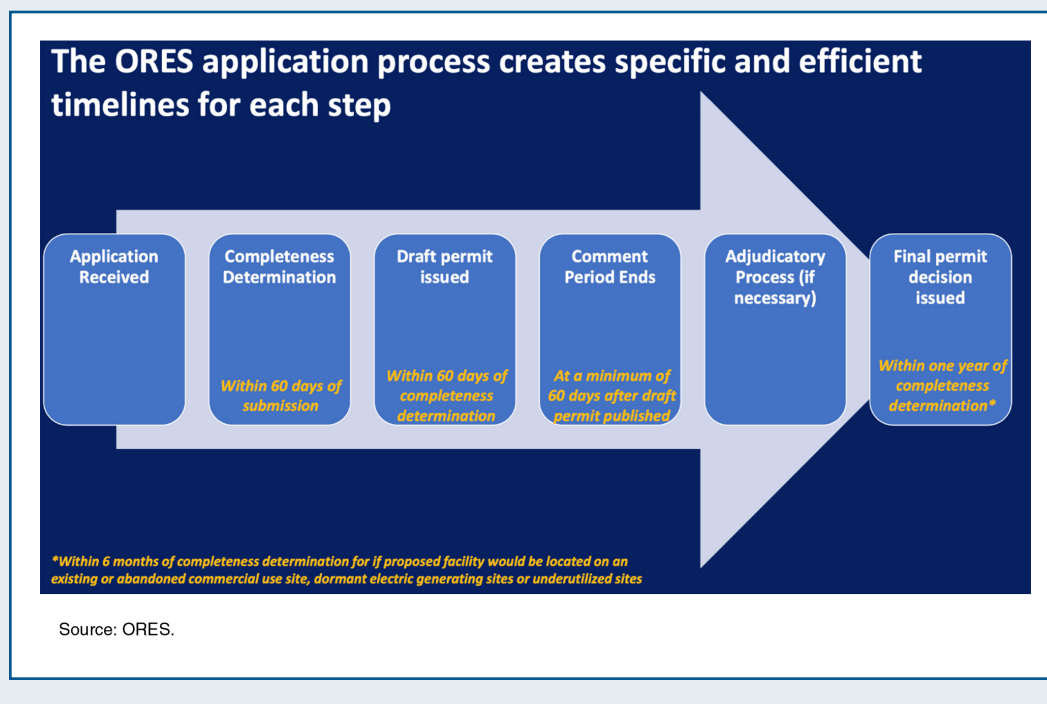 The ORES application process creates specific and efficient
timelines for each step
Application
Received
Completeness
Determination
Within 60 days of
submission
Draft permit
issued
Within 60 days of
completeness
determination
Comment
Period Ends
At a minimum of
60 days after draft
permit published
Adjudicatory
Process (if
necessary)
Final permit
decision
issued
Within one year of
completeness
determination*
*Within 6 months of completeness determination for if proposed facility would be located on an
existing or abandoned commercial use site, dormant electric generating sites or underutilized sites
Source: ORES.